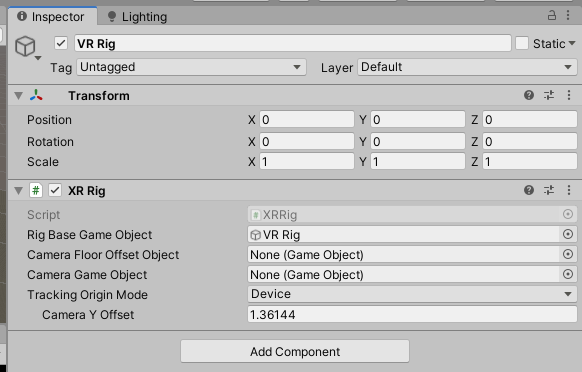 Inspector Lighting
VR Rig Static
Tag Untagged Layer Default
Transform
Position X 0 Y 0 Z 0
Rotation X 0 Y 0 Z 0
Scale X 1 Y 1 Z 1
# XR Rig
Script # XRRig
Rig Base Game Object VR Rig
Camera Floor Offset Object None (Game Object)
Camera Game Object None (Game Object)
Tracking Origin Mode Device
Camera Y Offset 1.36144
Add Component